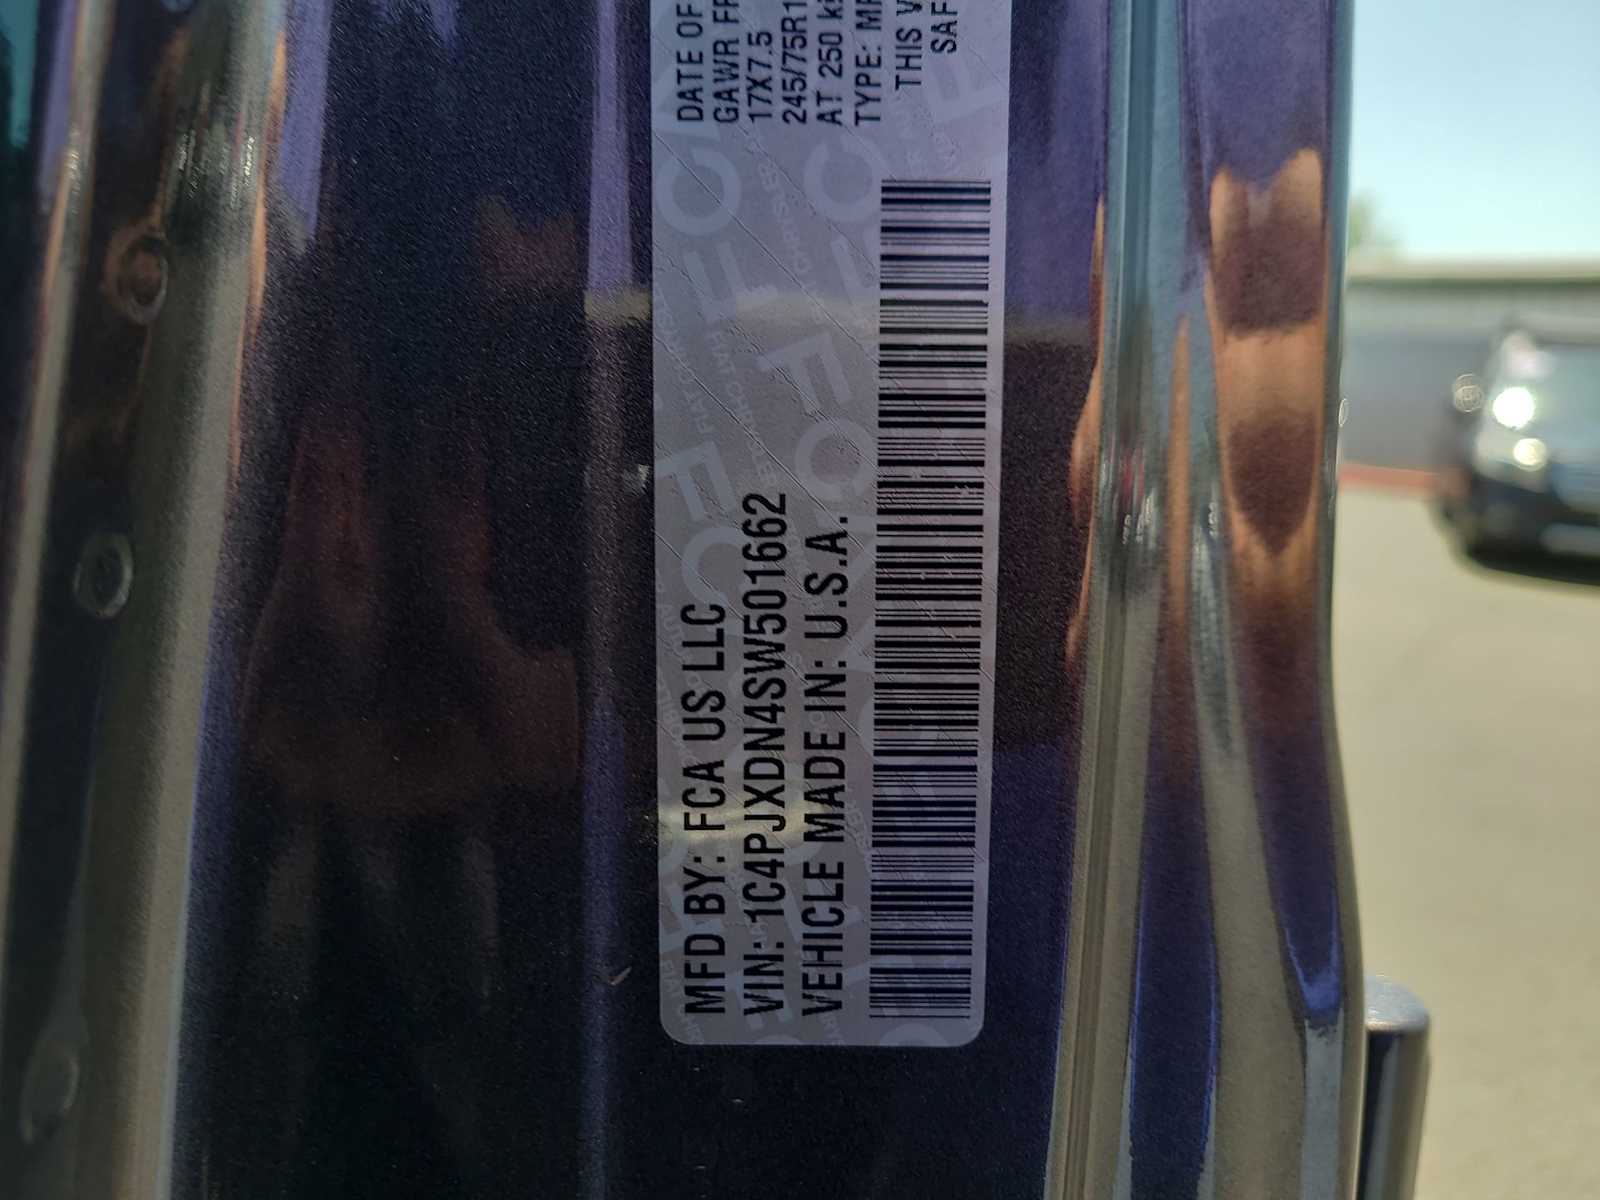 MFD BY: FCA US LLC
VIN: 1C4PJXDN4SW501662
VEHICLE MADE IN: U.S.A.
DATE OF
GAWR FR
17X7.5
245/75R1
AT 250 k
TYPE: MP
THIS V
SAF